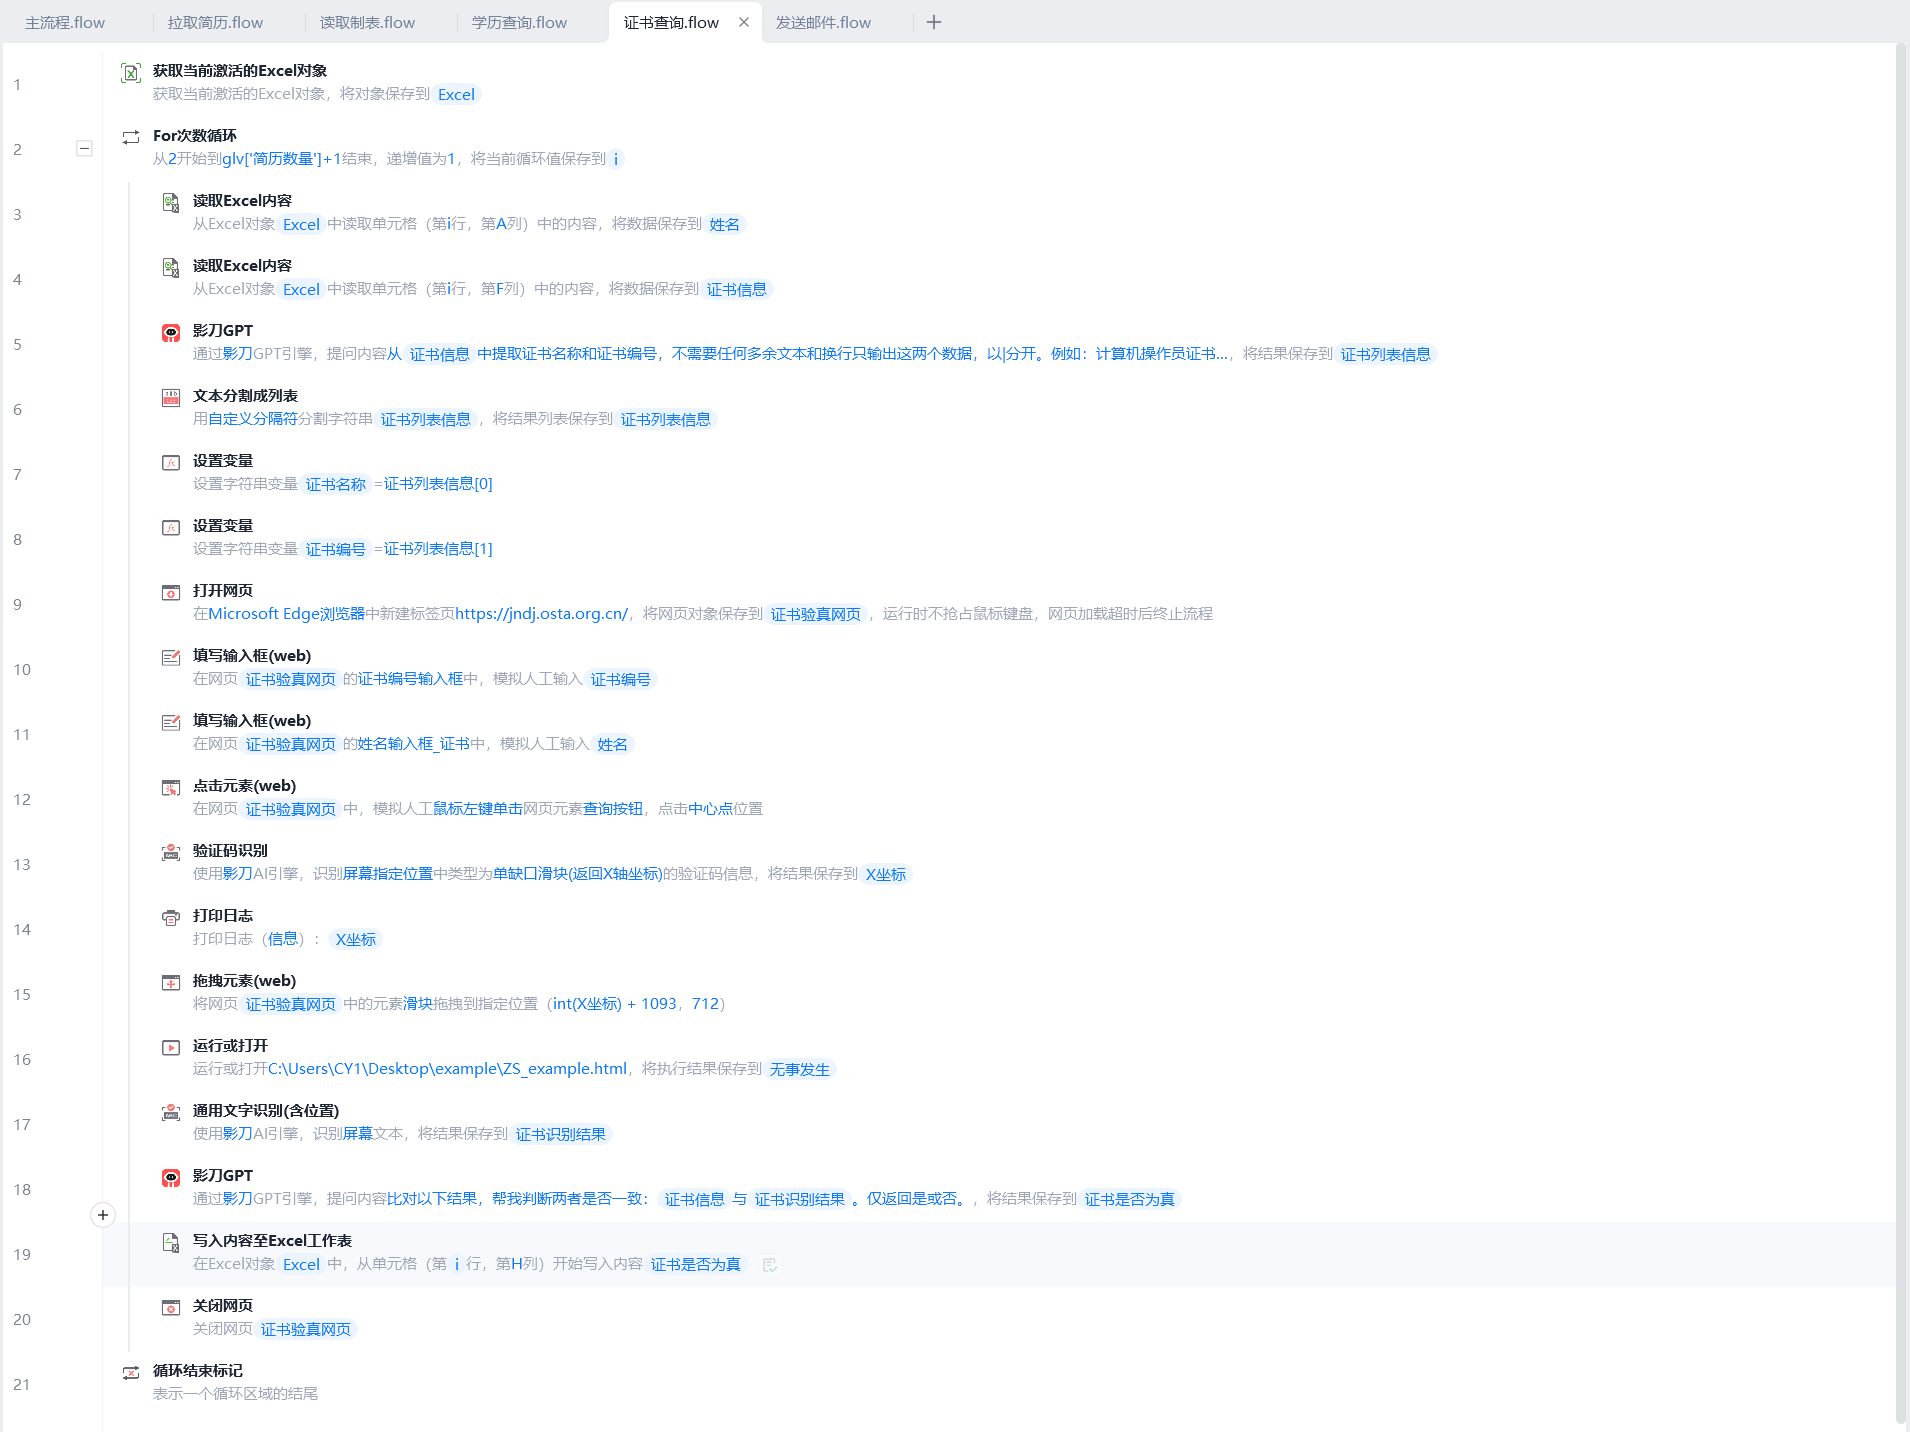 主流程.flow
拉取简历.flow
读取制表.flow
学历查询.flow
证书查询.flow
发送邮件.flow
1
获取当前激活的Excel对象
获取当前激活的Excel对象，将对象保存到 Excel
2
For次数循环
从2开始到glv['简历数量']+1结束，递增值为1，将当前循环值保存到 i
3
读取Excel内容
从Excel对象 Excel 中读取单元格（第i行，第A列）中的内容，将数据保存到 姓名
4
读取Excel内容
从Excel对象 Excel 中读取单元格（第i行，第F列）中的内容，将数据保存到 证书信息
5
影刀GPT
通过影刀GPT引擎，提问内容从 证书信息 中提取证书名称和证书编号，不需要任何多余文本和换行只输出这两个数据，以|分开。例如：计算机操作员证书...，将结果保存到 证书列表信息
6
文本分割成列表
用自定义分隔符分割字符串 证书列表信息 ，将结果列表保存到 证书列表信息
7
设置变量
设置字符串变量 证书名称 =证书列表信息[0]
8
设置变量
设置字符串变量 证书编号 =证书列表信息[1]
9
打开网页
在Microsoft Edge浏览器中新建标签页https://jndj.osta.org.cn/，将网页对象保存到 证书验真网页 ，运行时不抢占鼠标键盘，网页加载超时后终止流程
10
填写输入框(web)
在网页 证书验真网页 的证书编号输入框中，模拟人工输入 证书编号
11
填写输入框(web)
在网页 证书验真网页 的姓名输入框_证书中，模拟人工输入 姓名
12
点击元素(web)
在网页 证书验真网页 中，模拟人工鼠标左键单击网页元素查询按钮，点击中心点位置
13
验证码识别
使用影刀AI引擎，识别屏幕指定位置中类型为单缺口滑块(返回X轴坐标)的验证码信息，将结果保存到 X坐标
14
打印日志
打印日志（信息）： X坐标
15
拖拽元素(web)
将网页 证书验真网页 中的元素滑块拖拽到指定位置（int(X坐标) + 1093，712）
16
运行或打开
运行或打开C:\Users\CY1\Desktop\example\ZS_example.html，将执行结果保存到 无事发生
17
通用文字识别(含位置)
使用影刀AI引擎，识别屏幕文本，将结果保存到 证书识别结果
18
影刀GPT
通过影刀GPT引擎，提问内容比对以下结果，帮我判断两者是否一致： 证书信息 与 证书识别结果 。仅返回是或否。，将结果保存到 证书是否为真
19
写入内容至Excel工作表
在Excel对象 Excel 中，从单元格（第 i 行，第H列）开始写入内容 证书是否为真
20
关闭网页
关闭网页 证书验真网页
21
循环结束标记
表示一个循环区域的结尾